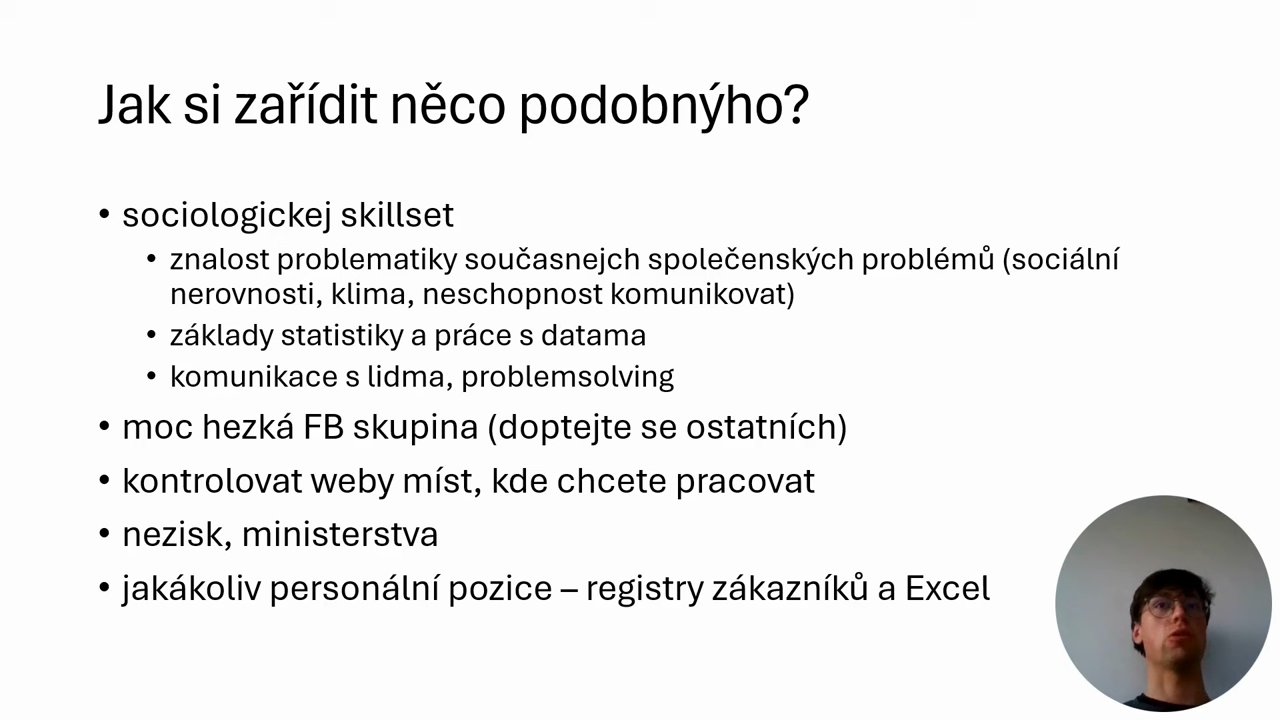 Jak si zařídit něco podobnýho?
• sociologickej skillset
• znalost problematiky současnejch společenských problémů (sociální
nerovnosti, klima, neschopnost komunikovat)
• základy statistiky a práce s datama
• komunikace s lidma, problemsolving
• moc hezká FB skupina (doptejte se ostatních)
• kontrolovat weby míst, kde chcete pracovat
• nezisk, ministerstva
• jakákoliv personální pozice – registry zákazníků a Excel